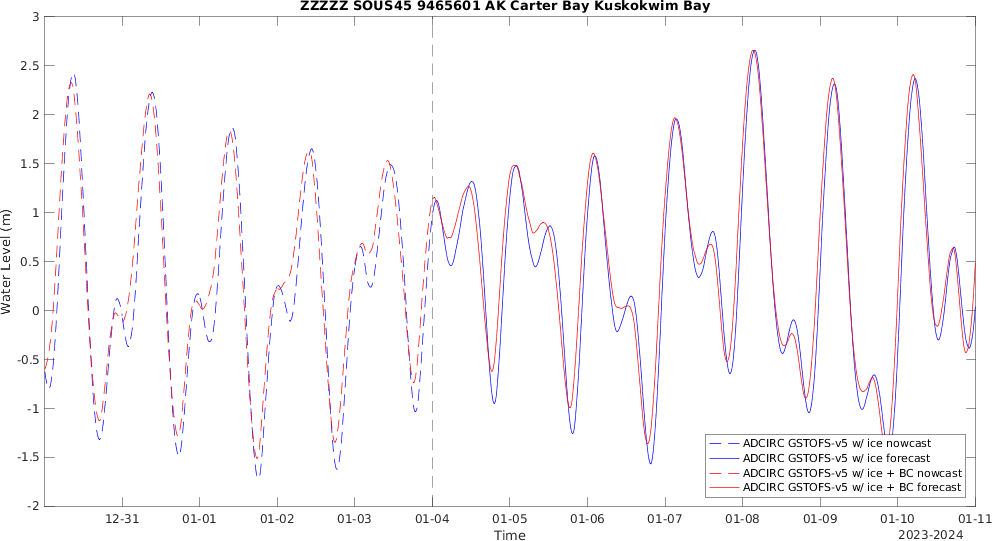 ZZZZZ SOUS45 9465601 AK Carter Bay Kuskokwim Bay
3
2.5
2
1.5
1
0.5
0
-0.5
-1
-1.5
-2
Water Level (m)
ADCIRC GSTOFS-v5 w/ ice nowcast
ADCIRC GSTOFS-v5 w/ ice forecast
ADCIRC GSTOFS-v5 w/ ice + BC nowcast
ADCIRC GSTOFS-v5 w/ ice + BC forecast
12-31 01-01 01-02 01-03 01-04 01-05 01-06 01-07 01-08 01-09 01-10 01-11
Time
2023-2024